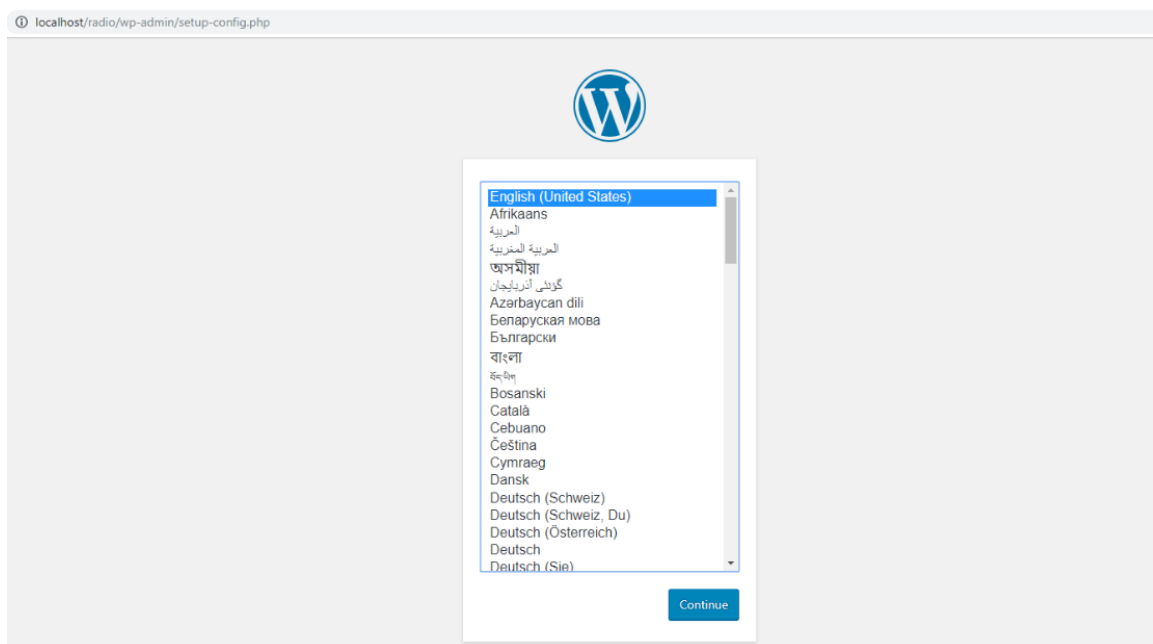 localhost/radio/wp-admin/setup-config.php
English (United States)
Afrikaans
العربية
العربية المغربية
অসমীয়া
گؤنئی آذربایجان
Azərbaycan dili
Беларуская мова
Български
বাংলা
བོད་ཡིག
Bosanski
Català
Cebuano
Čeština
Cymraeg
Dansk
Deutsch (Schweiz)
Deutsch (Schweiz, Du)
Deutsch (Österreich)
Deutsch
Deutsch (Sie)
Continue